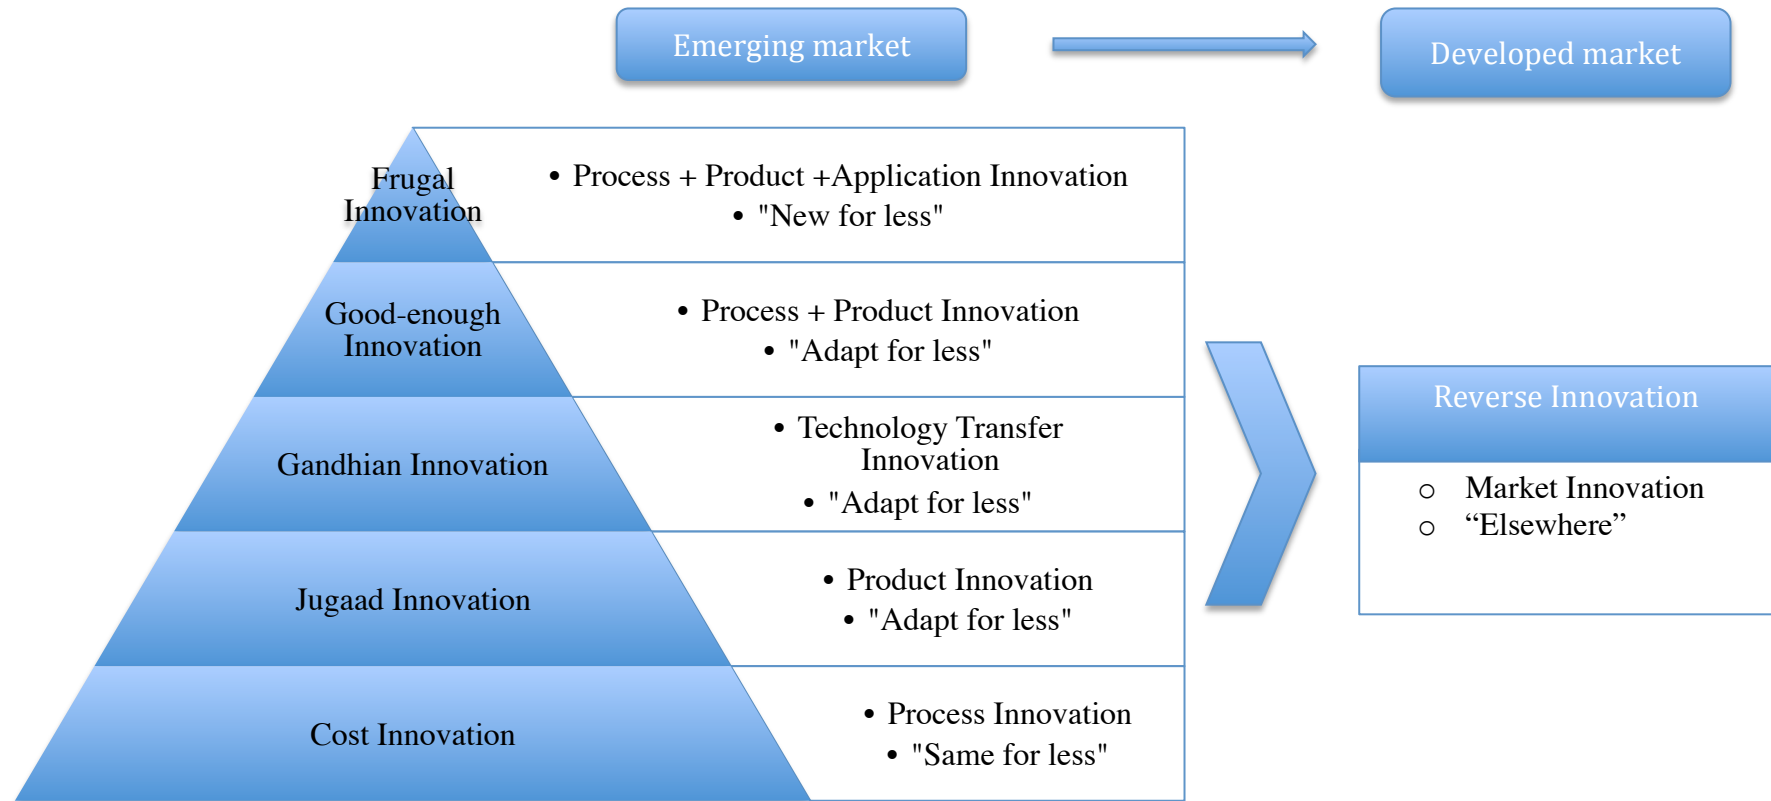 Emerging market
Developed market
Frugal
Innovation
• Process + Product +Application Innovation
• "New for less"
Good-enough
Innovation
• Process + Product Innovation
• "Adapt for less"
Gandhian Innovation
• Technology Transfer
Innovation
• "Adapt for less"
Jugaad Innovation
• Product Innovation
• "Adapt for less"
Cost Innovation
• Process Innovation
• "Same for less"
Reverse Innovation
o Market Innovation
o “Elsewhere”